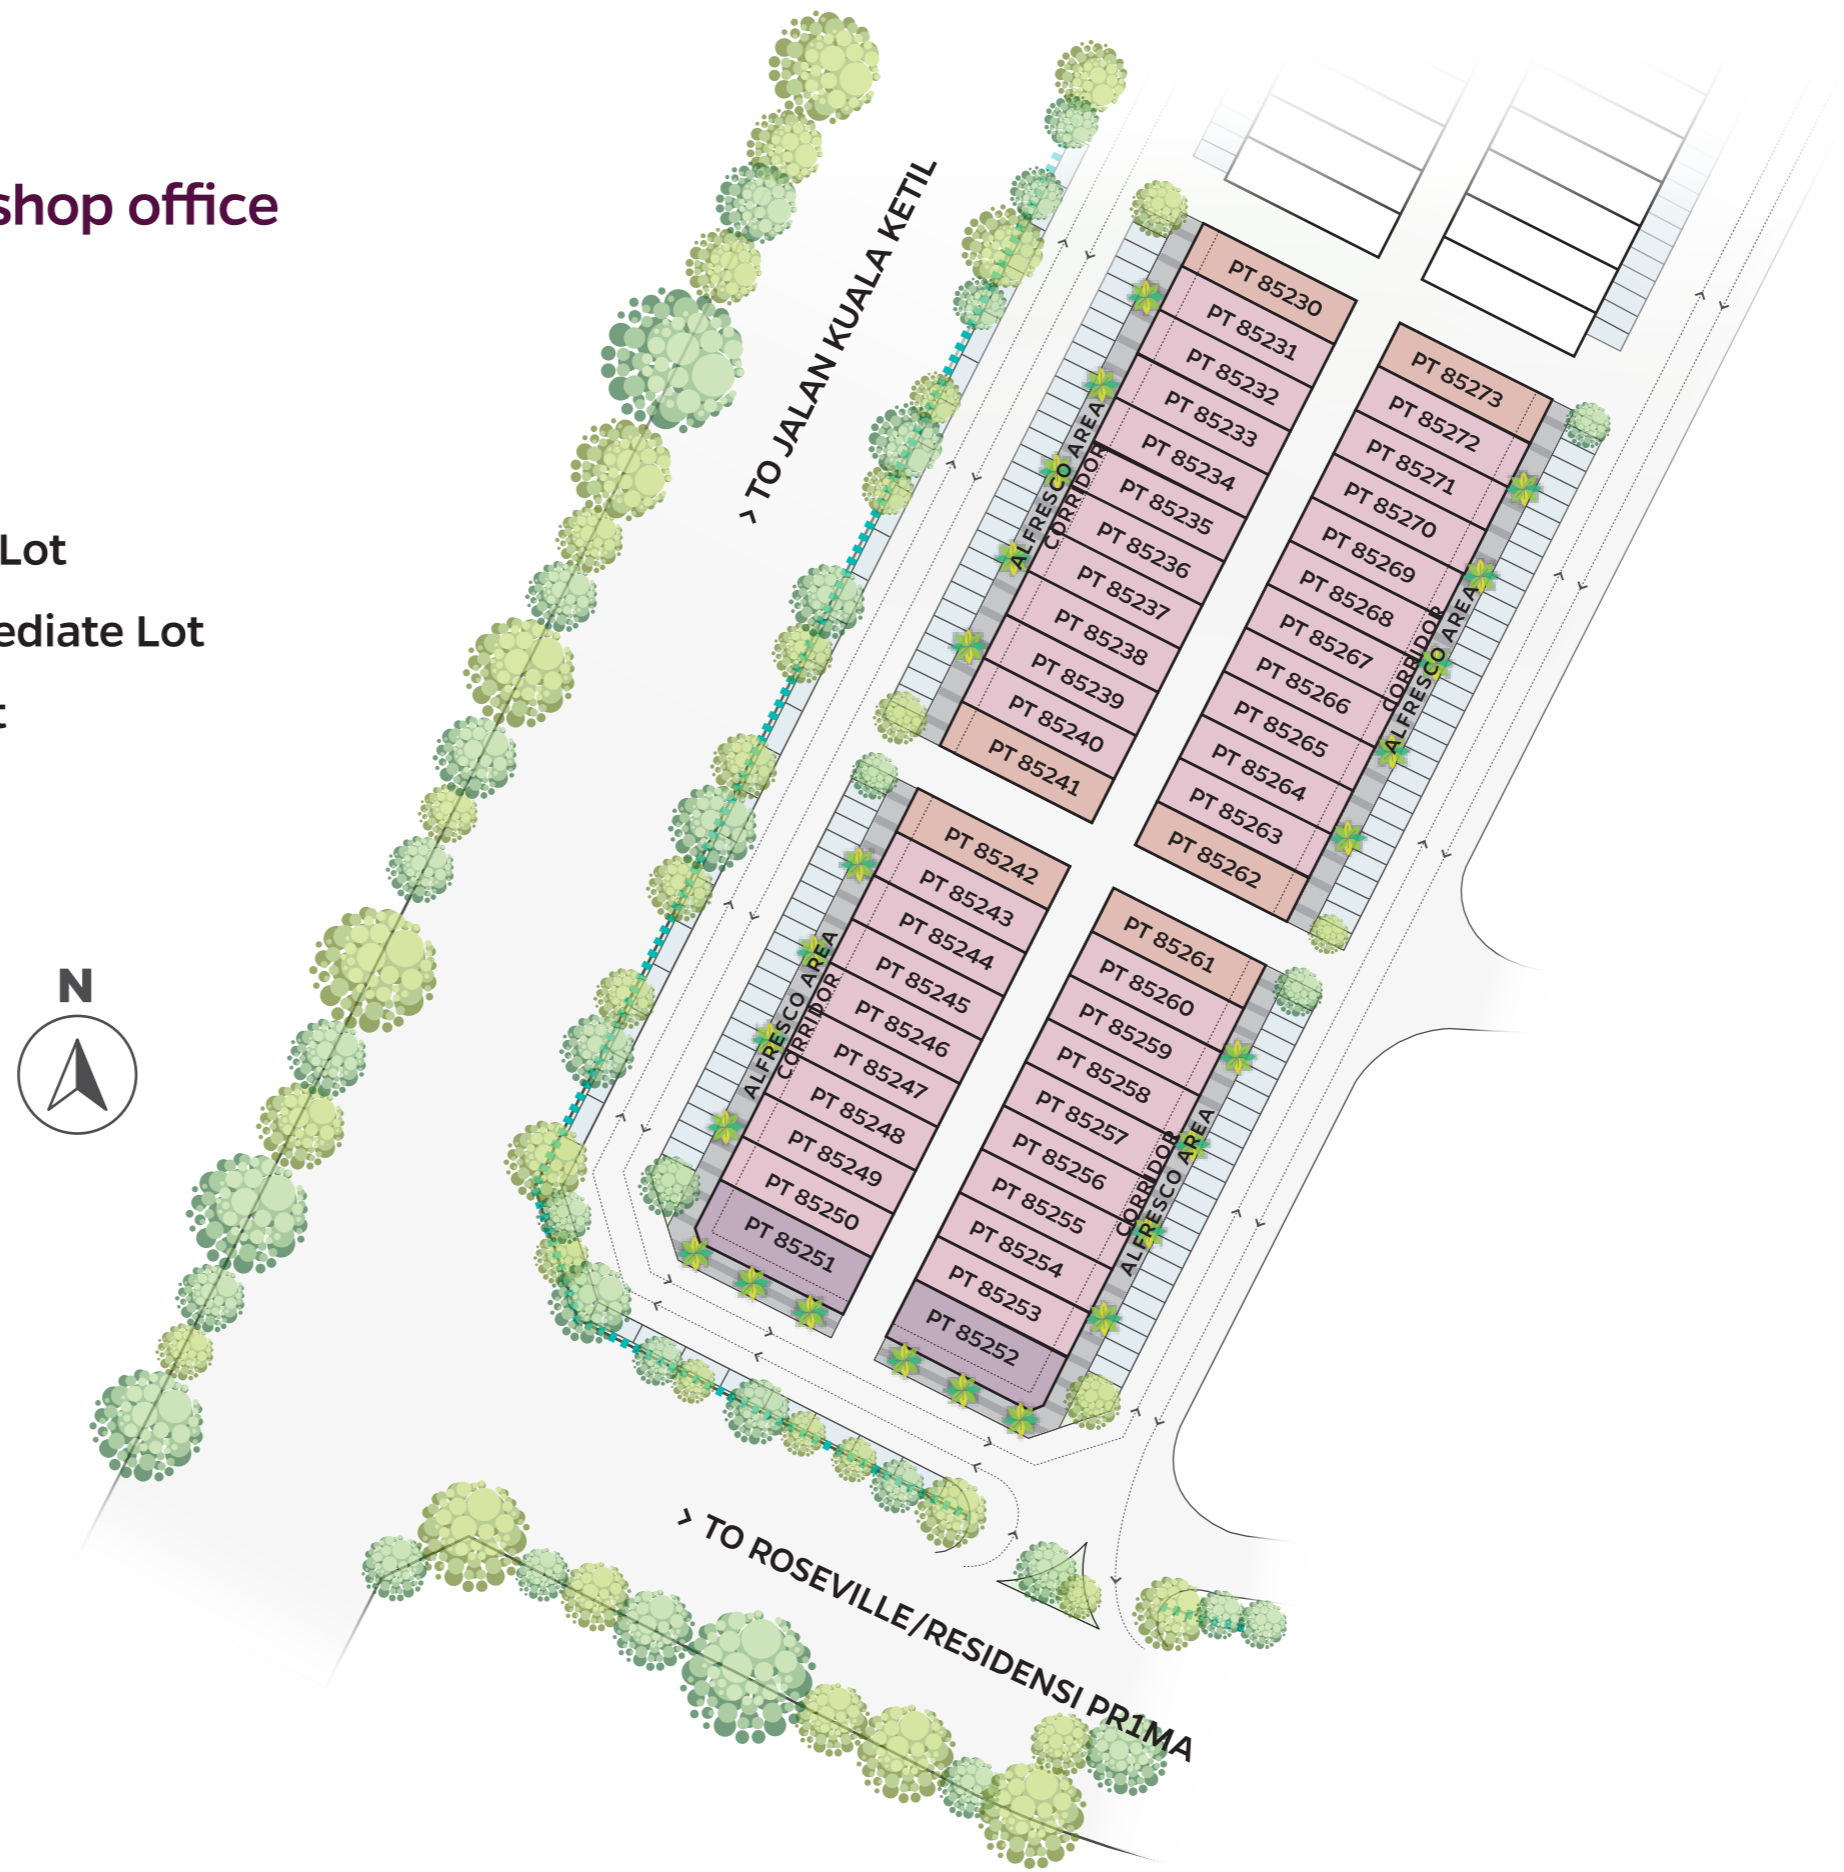 shop office
Lot
ediate Lot
t
N
> TO JALAN KUALA KETIL
PT 85230
PT 85231
PT 85232
PT 85233
PT 85234
PT 85235
PT 85236
PT 85237
PT 85238
PT 85239
PT 85240
PT 85241
ALFRESCO AREA
CORRIDOR
PT 85273
PT 85272
PT 85271
PT 85270
PT 85269
PT 85268
PT 85267
PT 85266
PT 85265
PT 85264
PT 85263
PT 85262
CORRIDOR
ALFRESCO AREA
PT 85242
PT 85243
PT 85244
PT 85245
PT 85246
PT 85247
PT 85248
PT 85249
PT 85250
PT 85251
ALFRESCO AREA
CORRIDOR
PT 85261
PT 85260
PT 85259
PT 85258
PT 85257
PT 85256
PT 85255
PT 85254
PT 85253
PT 85252
CORRIDOR
ALFRESCO AREA
> TO ROSEVILLE/RESIDENSI PR1MA